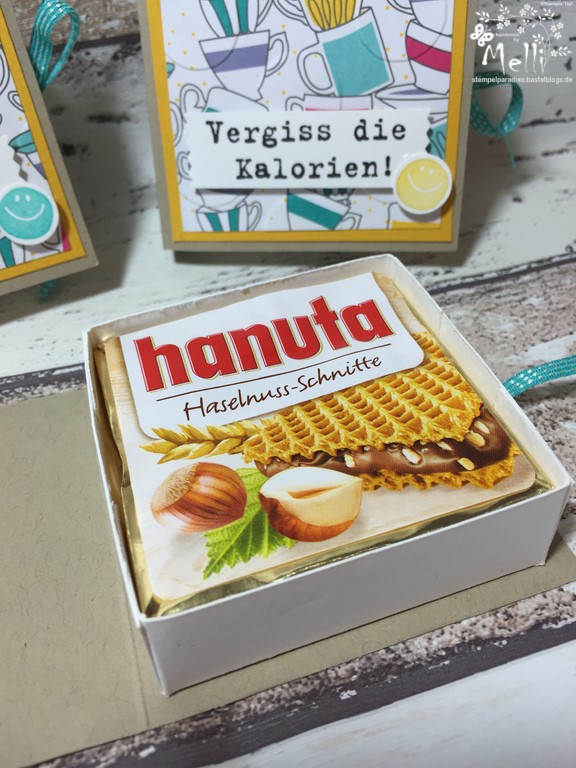 Melli
stempelparadies.bastelblogs.de
Vergiss die
Kalorien!
hanuta
Haselnuss-Schnitte